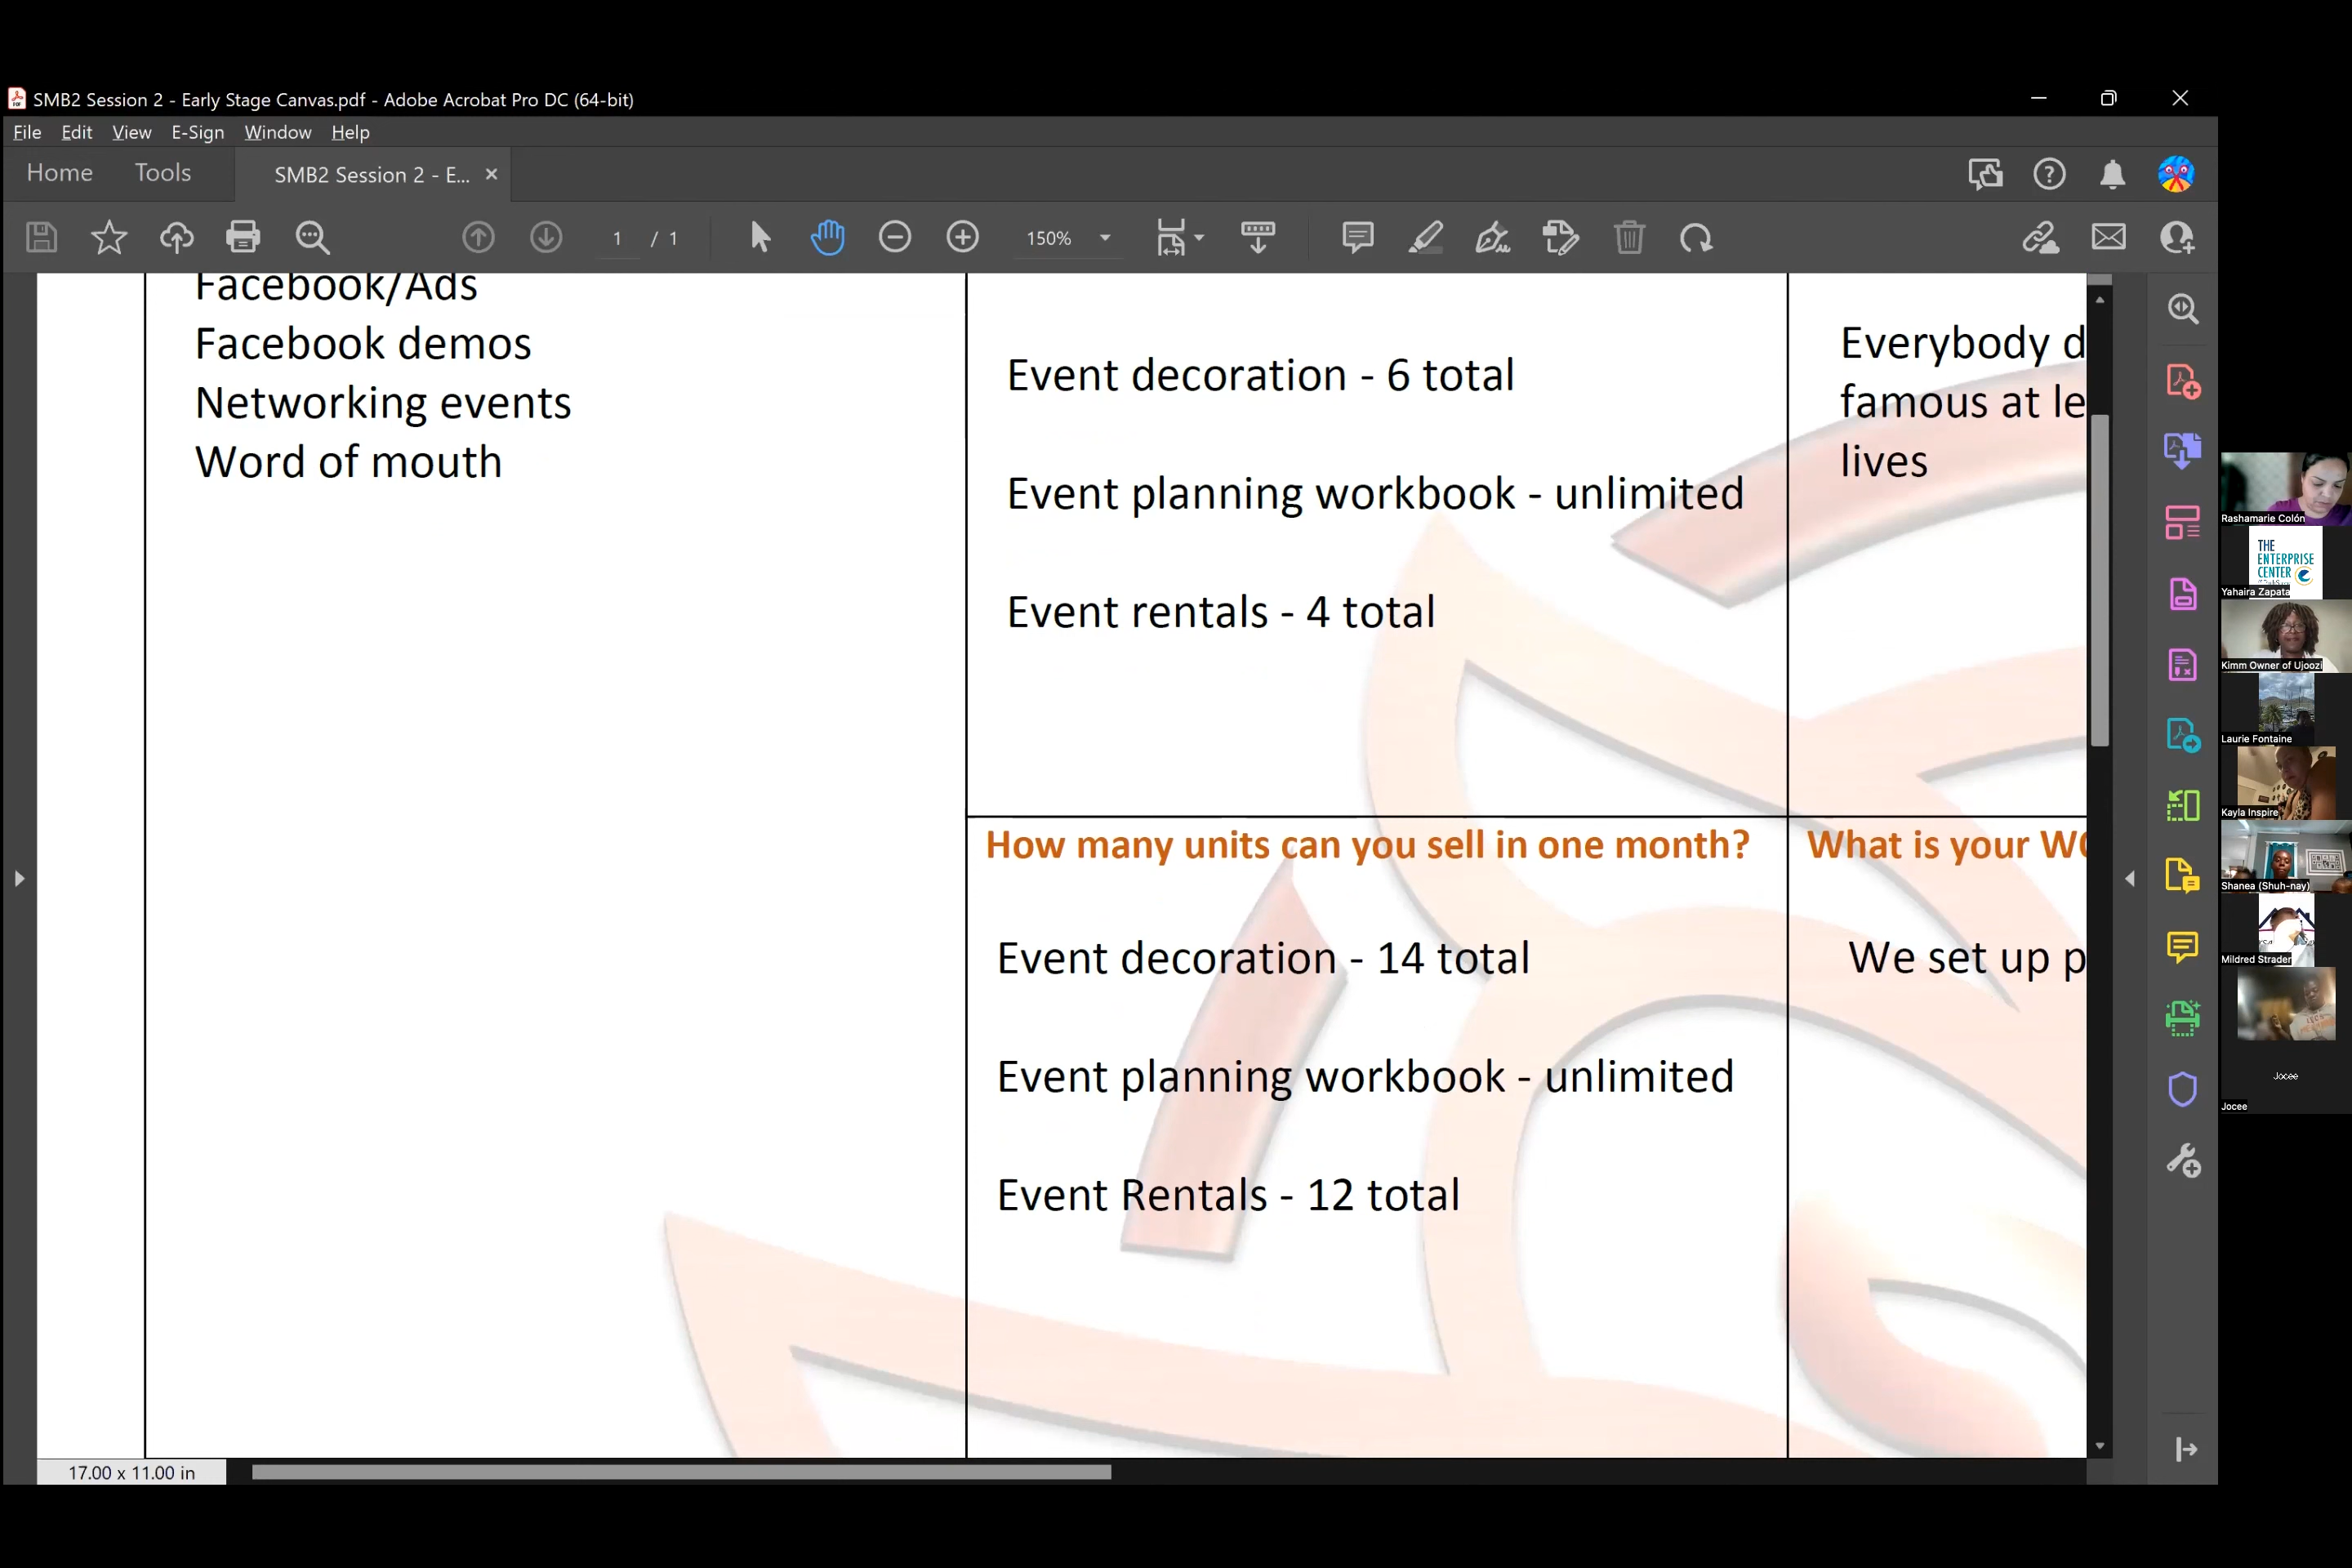 SMB2 Session 2 - Early Stage Canvas.pdf - Adobe Acrobat Pro DC (64-bit)
File Edit View E-Sign Window Help
Home Tools SMB2 Session 2 - E...
1 / 1 150%
Facebook/Ads
Facebook demos
Networking events
Word of mouth
Event decoration - 6 total
Event planning workbook - unlimited
Event rentals - 4 total
Everybody d
famous at le
lives
How many units can you sell in one month?
Event decoration - 14 total
Event planning workbook - unlimited
Event Rentals - 12 total
What is your WO
We set up p
17.00 x 11.00 in
Rashamarie Colón
THE
ENTERPRISE
CENTER
Yahaira Zapata
Kimm Owner of Ujoozi
Laurie Fontaine
Kayla Inspire
Shanea (Shuh-nay)
Mildred Strader
Jocee
Jocee